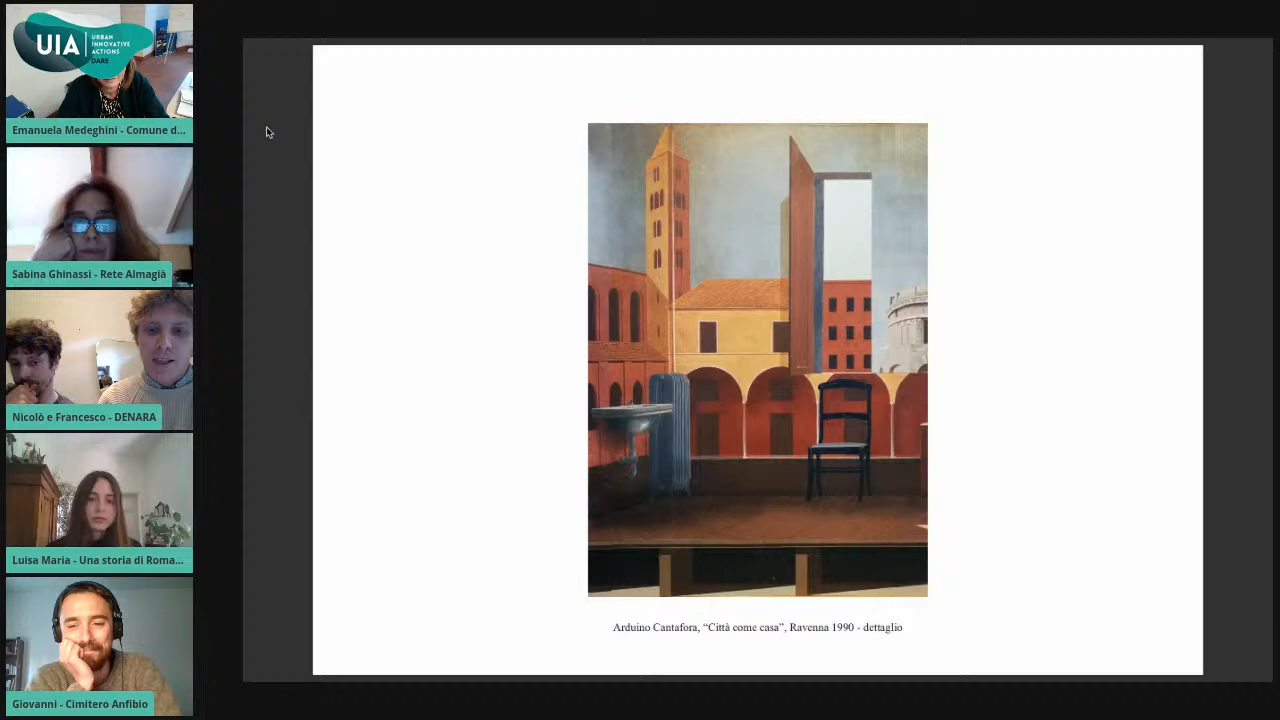 UIA
URBAN
INNOVATIVE
ACTIONS
DARE
Emanuela Medeghini - Comune d...
Sabina Ghinassi - Rete Almagià
Nicolò e Francesco - DENARA
Luisa Maria - Una storia di Roma...
Giovanni - Cimitero Anfibio
Arduino Cantafora, “Città come casa”, Ravenna 1990 - dettaglio